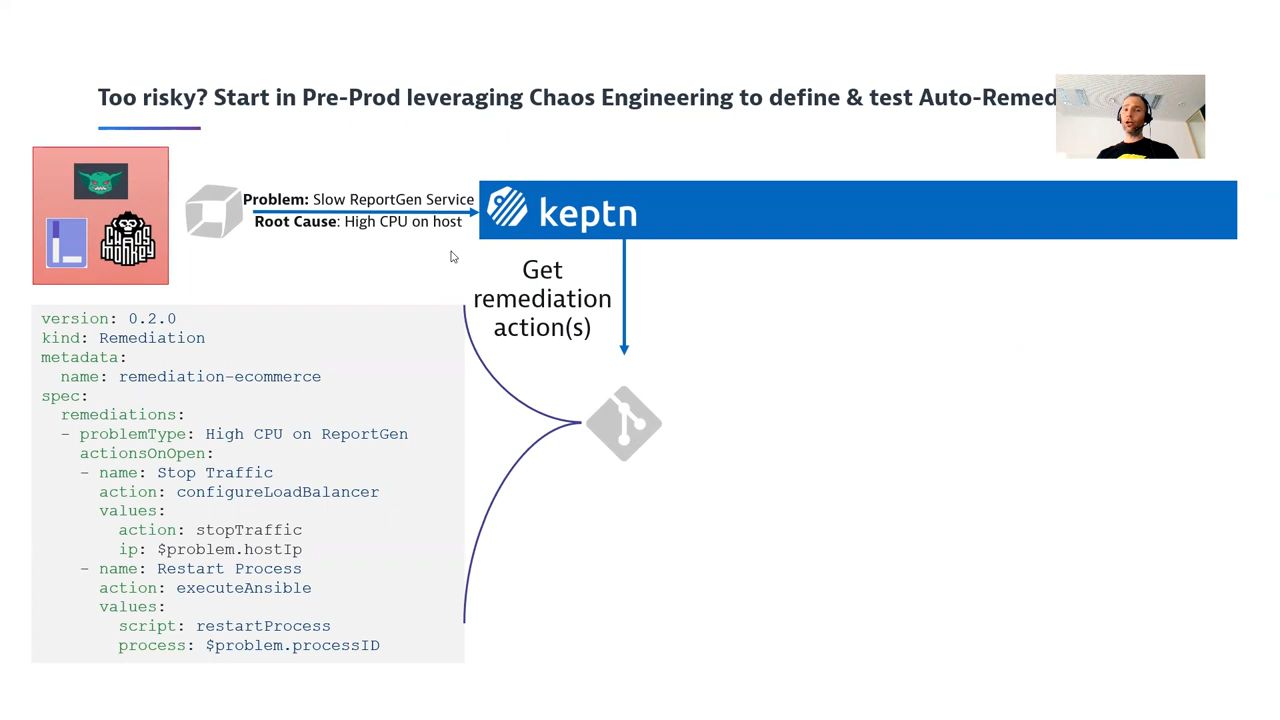 Too risky? Start in Pre-Prod leveraging Chaos Engineering to define & test Auto-Remed
CHAOS
MONKEY
Problem: Slow ReportGen Service
Root Cause: High CPU on host
keptn
Get
remediation
action(s)
version: 0.2.0
kind: Remediation
metadata:
  name: remediation-ecommerce
spec:
  remediations:
  - problemType: High CPU on ReportGen
    actionsOnOpen:
    - name: Stop Traffic
      action: configureLoadBalancer
      values:
        action: stopTraffic
        ip: $problem.hostIp
    - name: Restart Process
      action: executeAnsible
      values:
        script: restartProcess
        process: $problem.processID